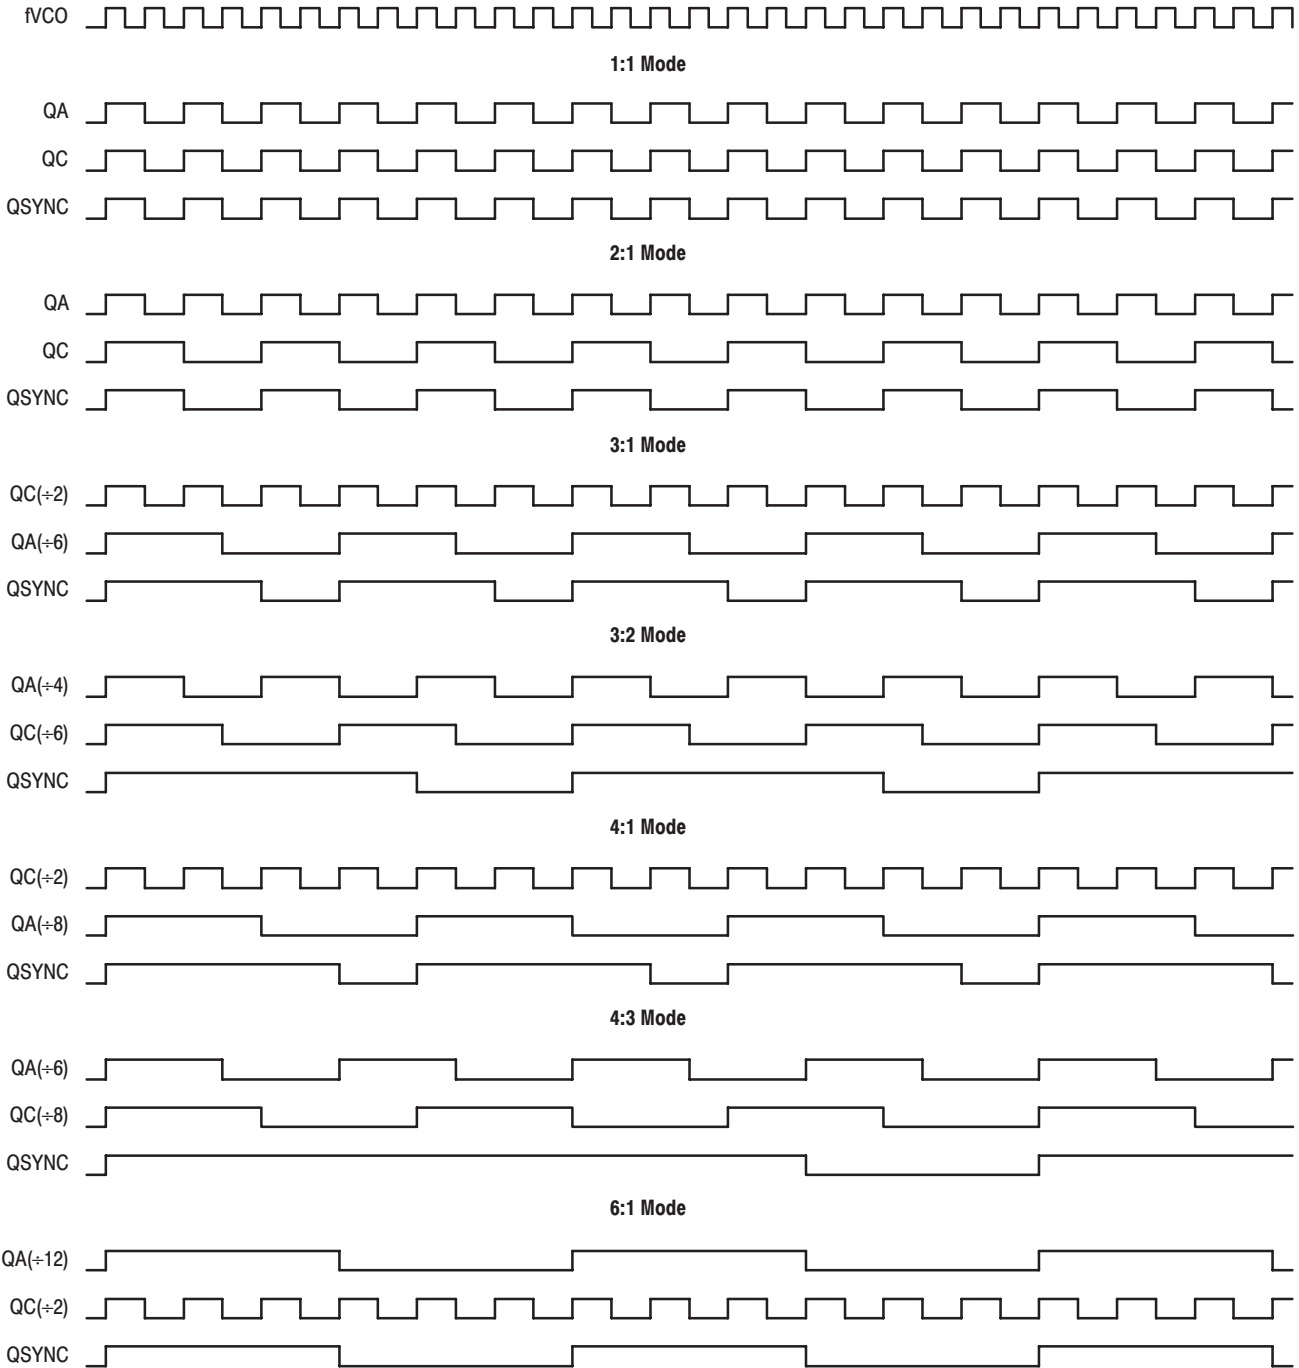 fVCO
1:1 Mode
QA
QC
QSYNC
2:1 Mode
QA
QC
QSYNC
3:1 Mode
QC(÷2)
QA(÷6)
QSYNC
3:2 Mode
QA(÷4)
QC(÷6)
QSYNC
4:1 Mode
QC(÷2)
QA(÷8)
QSYNC
4:3 Mode
QA(÷6)
QC(÷8)
QSYNC
6:1 Mode
QA(÷12)
QC(÷2)
QSYNC